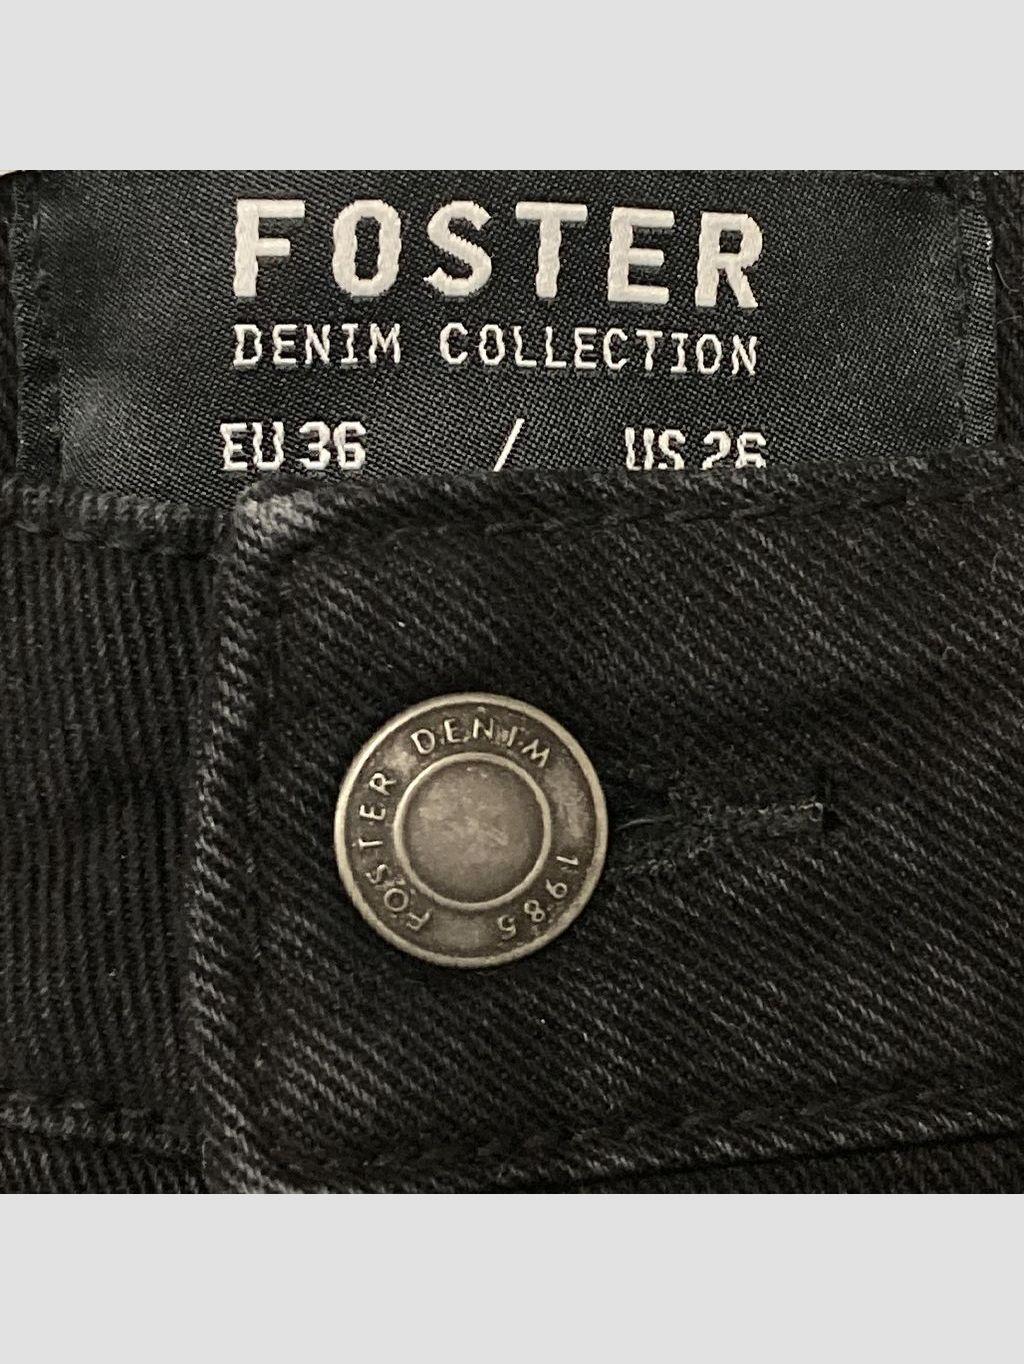 FOSTER
DENIM COLLECTION
EU 36 / US 26
FOSTER DENIM 1985